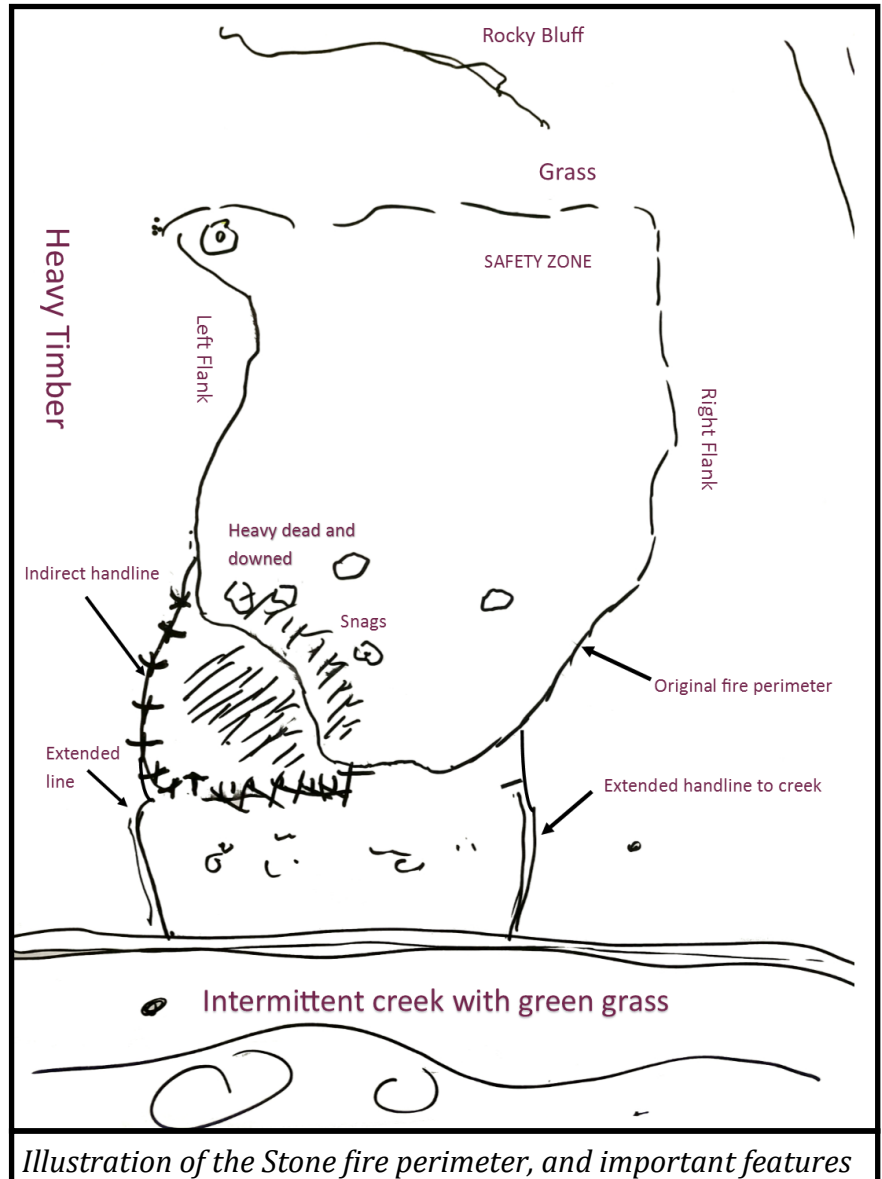 Rocky Bluff
Grass
SAFETY ZONE
Heavy Timber
Left Flank
Right Flank
Heavy dead and
downed
Indirect handline
Snags
Original fire perimeter
Extended
line
Extended handline to creek
Intermittent creek with green grass
Illustration of the Stone fire perimeter, and important features